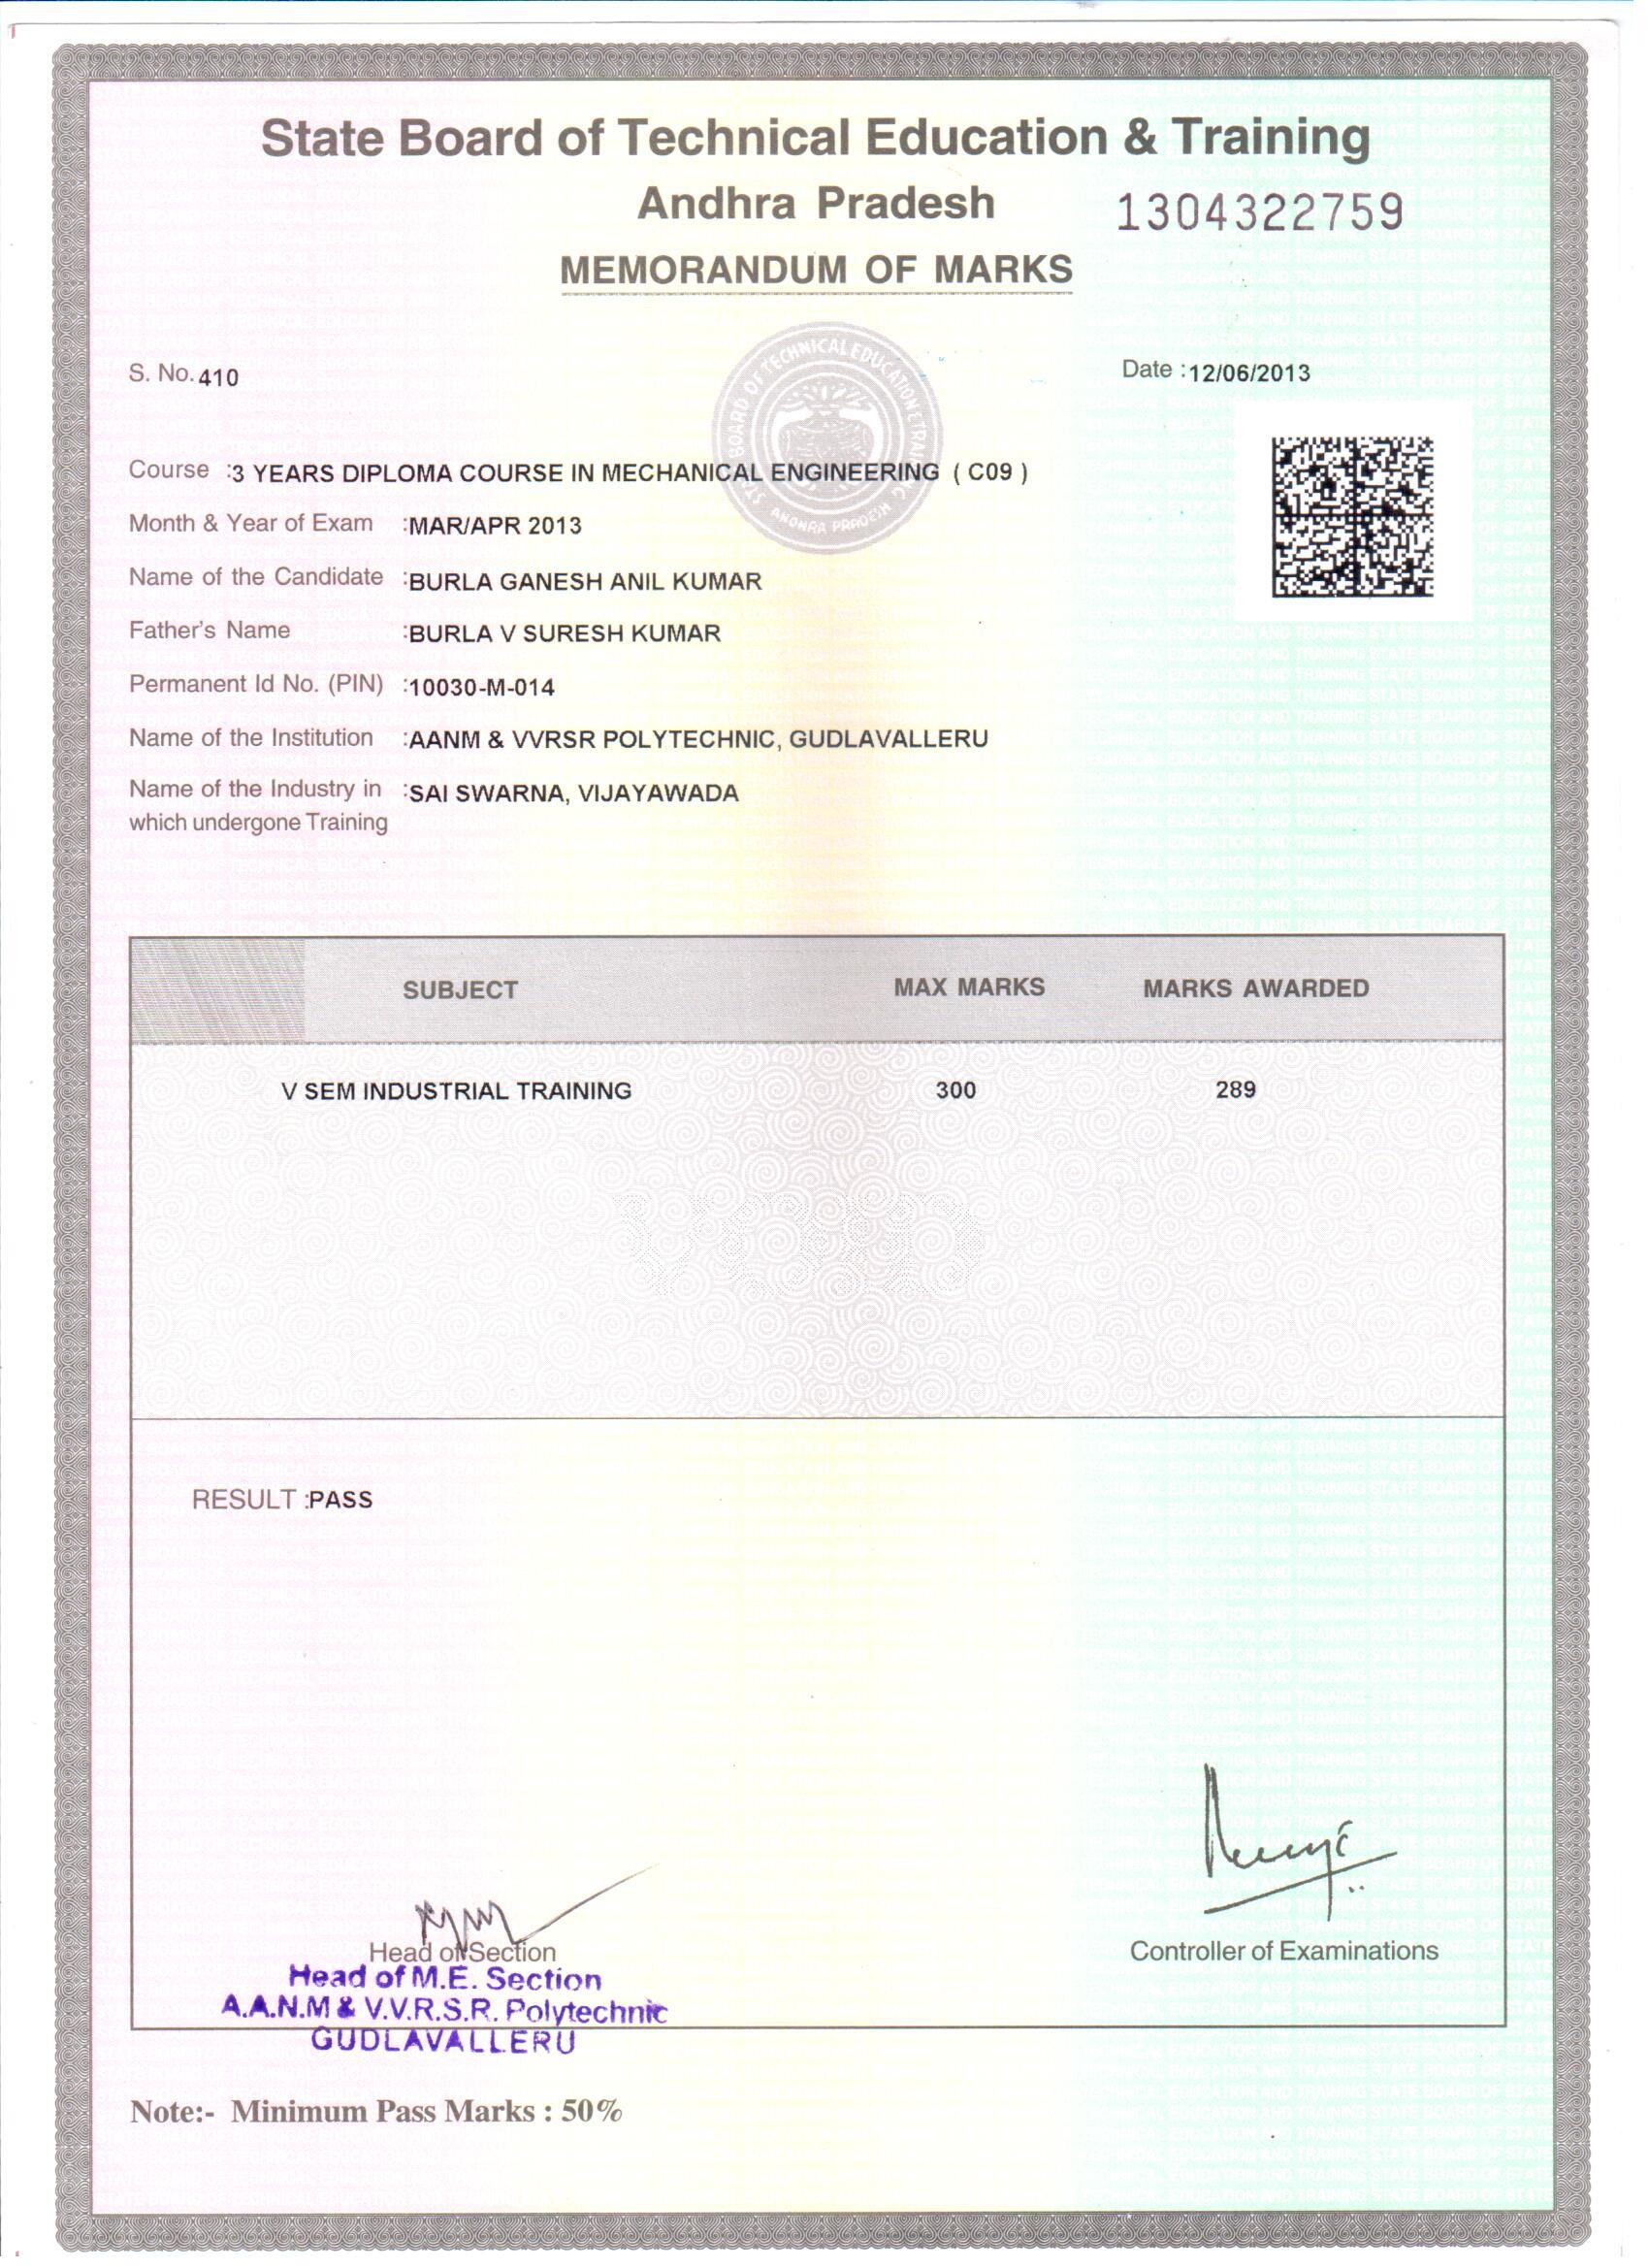 State Board of Technical Education & Training
Andhra Pradesh
1304322759
MEMORANDUM OF MARKS
STATE BOARD OF TECHNICAL EDUCATION & TRAINING
ANDHRA PRADESH
S. No. 410
Date : 12/06/2013
Course : 3 YEARS DIPLOMA COURSE IN MECHANICAL ENGINEERING ( C09 )
Month & Year of Exam : MAR/APR 2013
Name of the Candidate : BURLA GANESH ANIL KUMAR
Father's Name : BURLA V SURESH KUMAR
Permanent Id No. (PIN) : 10030-M-014
Name of the Institution : AANM & VVRSR POLYTECHNIC, GUDLAVALLERU
Name of the Industry in : SAI SWARNA, VIJAYAWADA
which undergone Training
SUBJECT MAX MARKS MARKS AWARDED
V SEM INDUSTRIAL TRAINING 300 289
RESULT : PASS
Head of Section
Controller of Examinations
Head of M.E. Section
A.A.N.M & V.V.R.S.R. Polytechnic
GUDLAVALLERU
Note:- Minimum Pass Marks : 50%